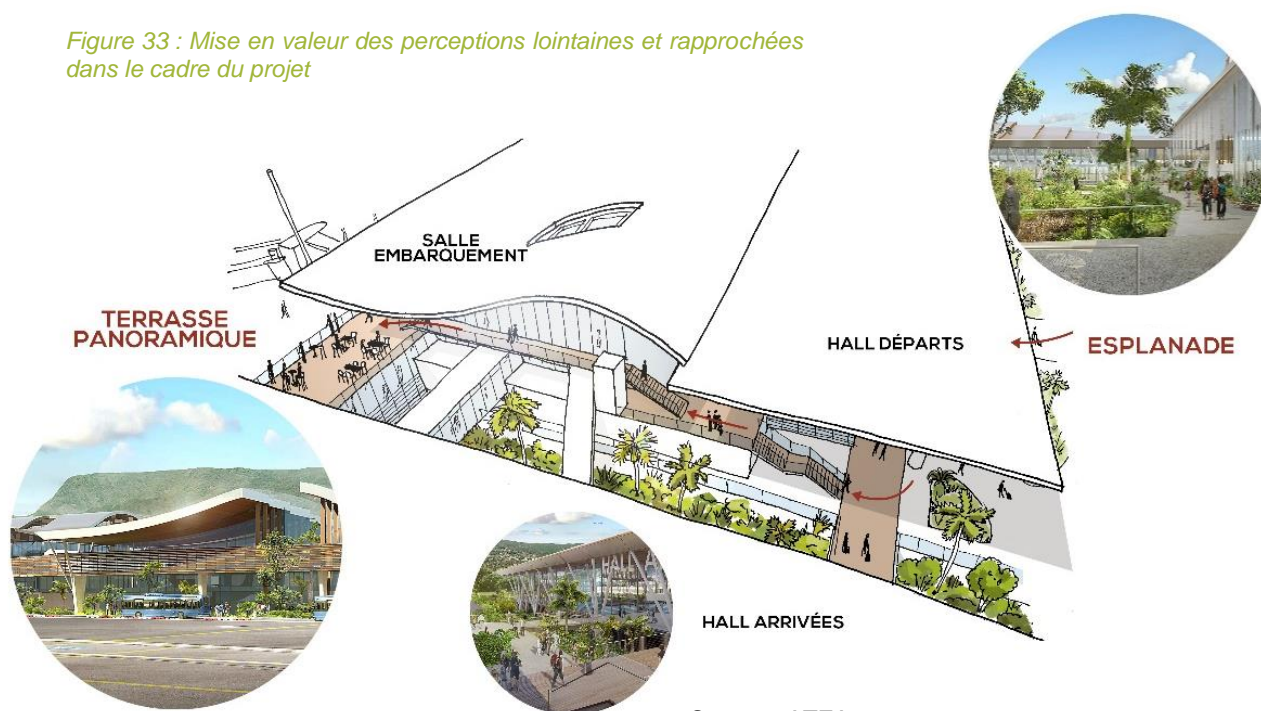 Figure 33 : Mise en valeur des perceptions lointaines et rapprochées
dans le cadre du projet
SALLE
EMBARQUEMENT
TERRASSE
PANORAMIQUE
HALL DÉPARTS
ESPLANADE
HALL A
HALL ARRIVÉES